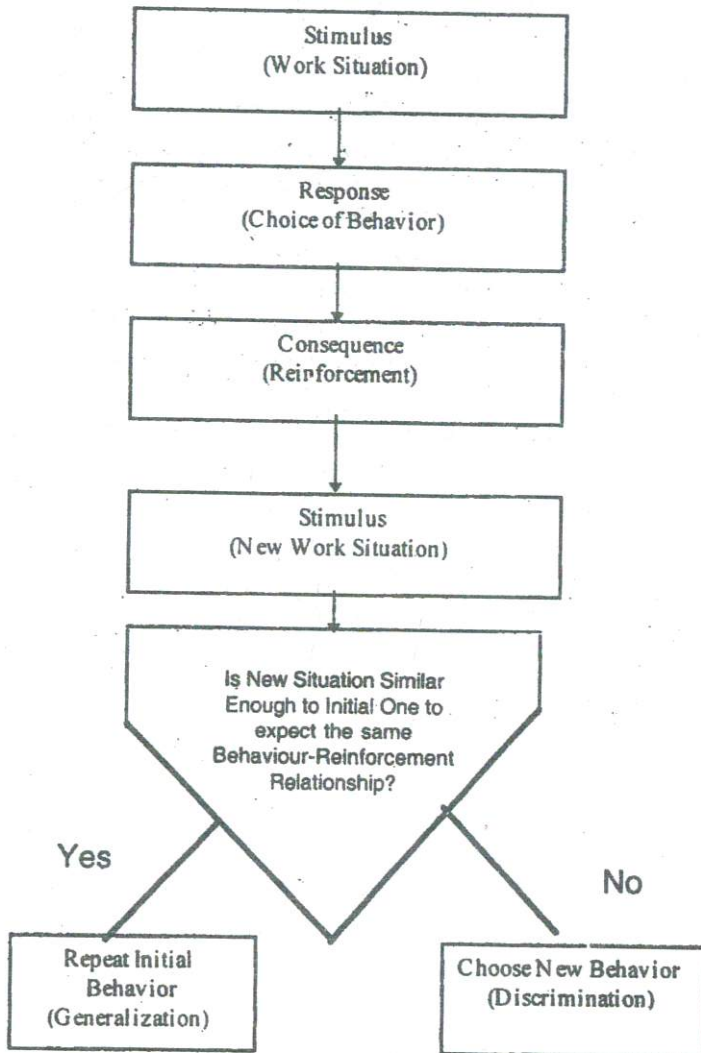 Stimulus
(Work Situation)
Response
(Choice of Behavior)
Consequence
(Reinforcement)
Stimulus
(New Work Situation)
Is New Situation Similar
Enough to Initial One to
expect the same
Behaviour-Reinforcement
Relationship?
Yes
No
Repeat Initial
Behavior
(Generalization)
Choose New Behavior
(Discrimination)